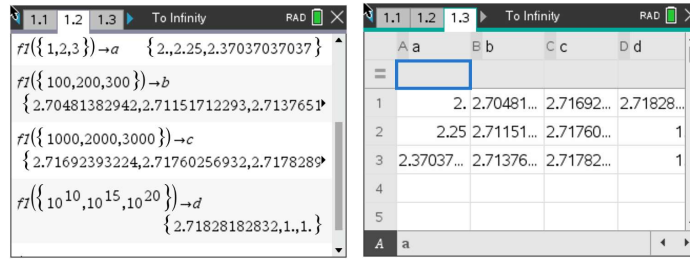 1.1 1.2 1.3 To Infinity RAD
f1({1,2,3})→a {2.,2.25,2.37037037037}
f1({100,200,300})→b
{2.70481382942,2.71151712293,2.7137651
f1({1000,2000,3000})→c
{2.71692393224,2.71760256932,2.7178289
f1({10^10,10^15,10^20})→d
{2.71828182832,1.,1.}
1.1 1.2 1.3 To Infinity RAD
A a B b C c D d
=
1 2. 2.70481... 2.71692... 2.71828...
2 2.25 2.71151... 2.71760... 1
3 2.37037... 2.71376... 2.71782... 1
4
5
A a